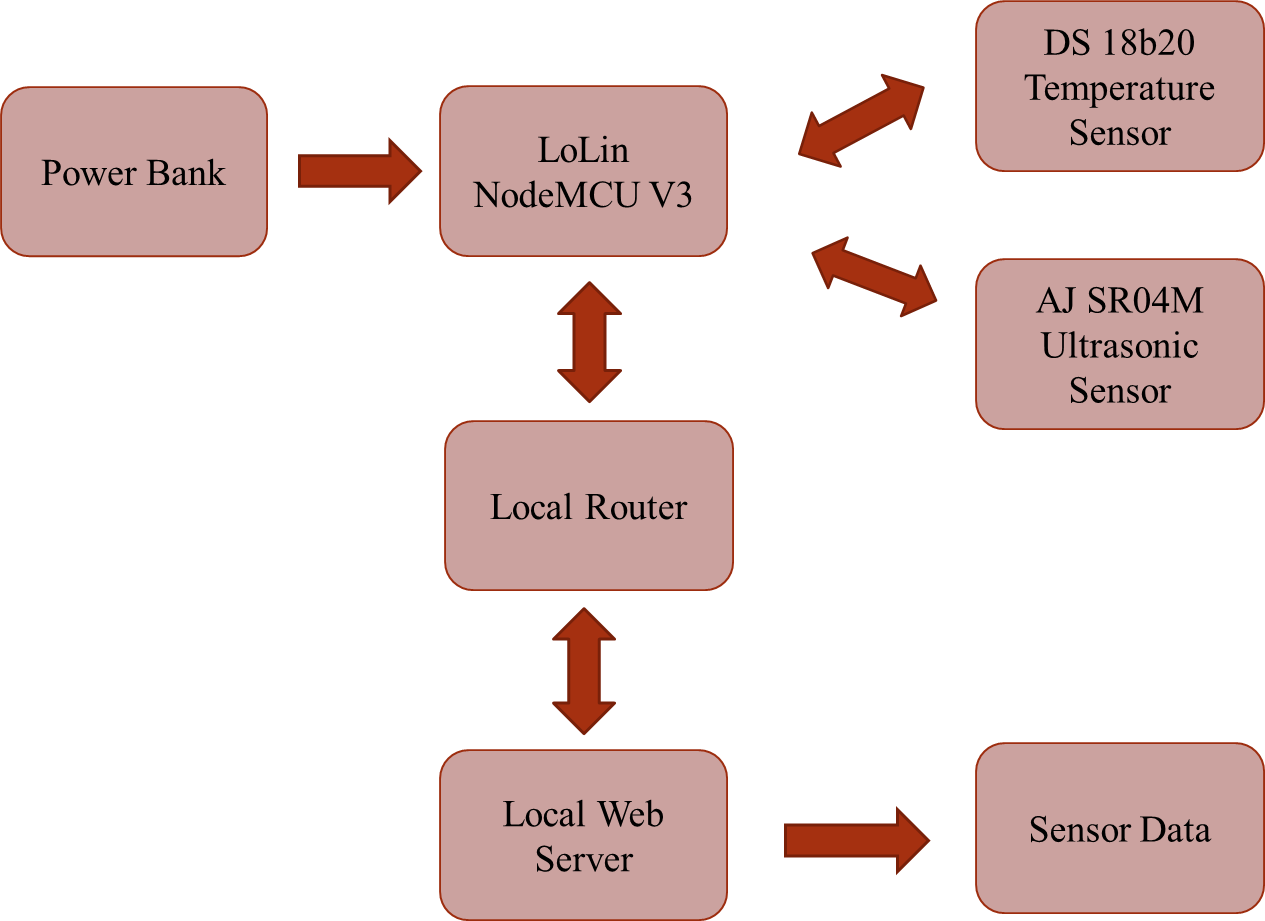 Power Bank
LoLin
NodeMCU V3
DS 18b20
Temperature
Sensor
AJ SR04M
Ultrasonic
Sensor
Local Router
Local Web
Server
Sensor Data